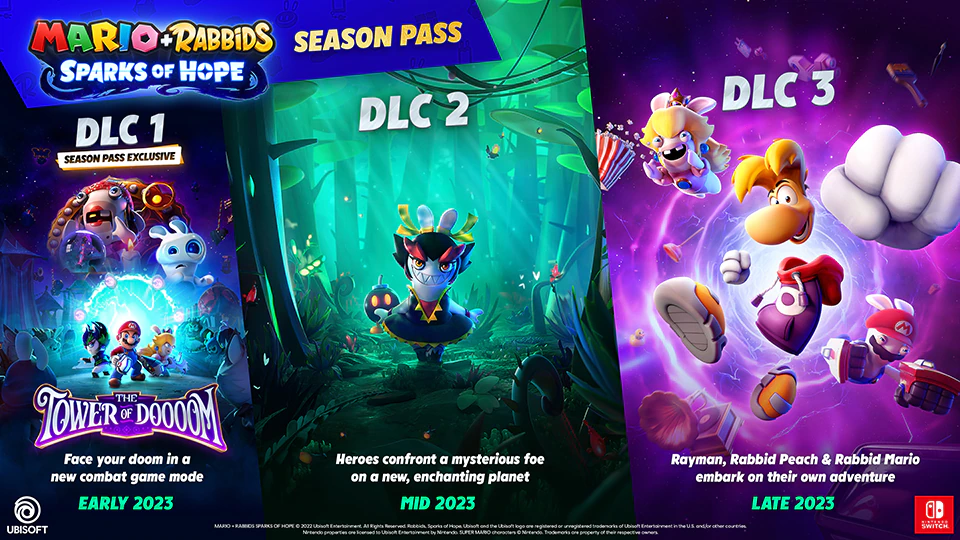 MARIO + RABBIDS
SPARKS OF HOPE
SEASON PASS
DLC 1
SEASON PASS EXCLUSIVE
THE
TOWER OF DOOOOM
Face your doom in a
new combat game mode
EARLY 2023
DLC 2
Heroes confront a mysterious foe
on a new, enchanting planet
MID 2023
DLC 3
Rayman, Rabbid Peach & Rabbid Mario
embark on their own adventure
LATE 2023
UBISOFT
MARIO + RABBIDS SPARKS OF HOPE © 2022 Ubisoft Entertainment. All Rights Reserved. Rabbids, Sparks of Hope, Ubisoft and the Ubisoft logo are registered or unregistered trademarks of Ubisoft Entertainment in the U.S. and/or other countries.
Nintendo properties are licensed to Ubisoft Entertainment by Nintendo. SUPER MARIO characters © Nintendo. Trademarks are property of their respective owners.
NINTENDO
SWITCH